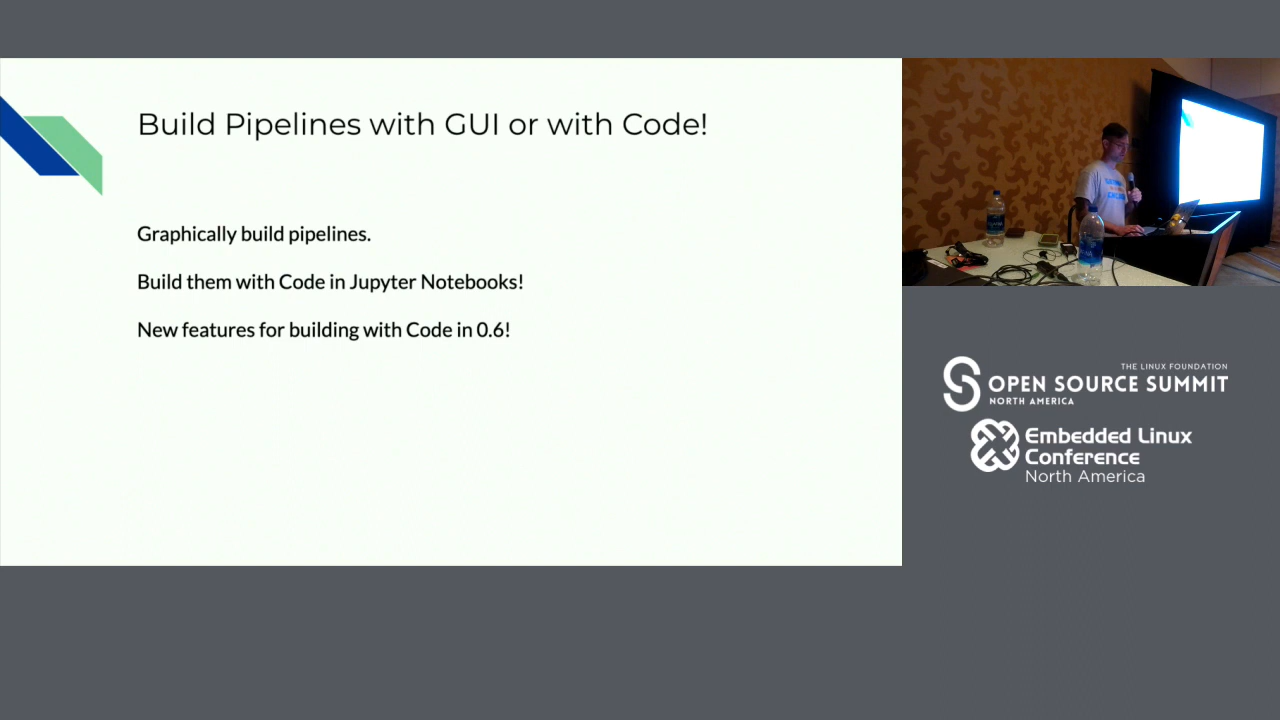 Build Pipelines with GUI or with Code!
Graphically build pipelines.
Build them with Code in Jupyter Notebooks!
New features for building with Code in 0.6!
THE LINUX FOUNDATION
OPEN SOURCE SUMMIT
NORTH AMERICA
Embedded Linux
Conference
North America